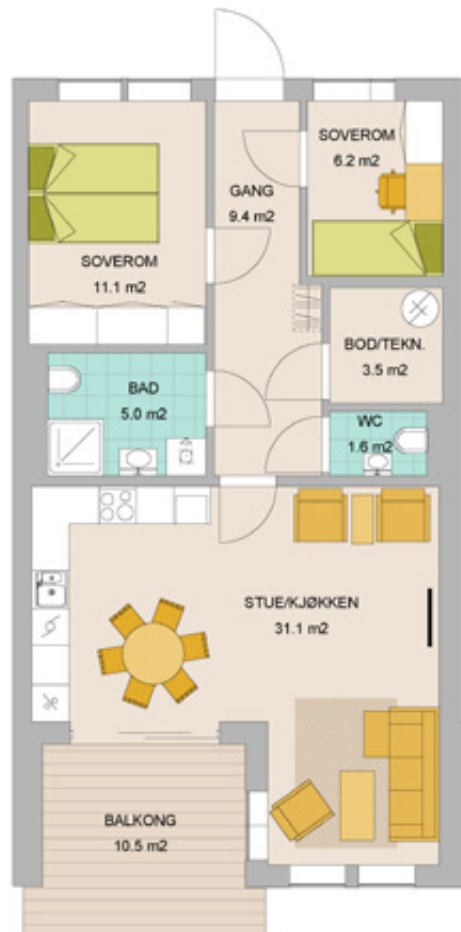 SOVEROM
6.2 m2
GANG
9.4 m2
SOVEROM
11.1 m2
BOD/TEKN.
3.5 m2
BAD
5.0 m2
WC
1.6 m2
STUE/KJØKKEN
31.1 m2
BALKONG
10.5 m2